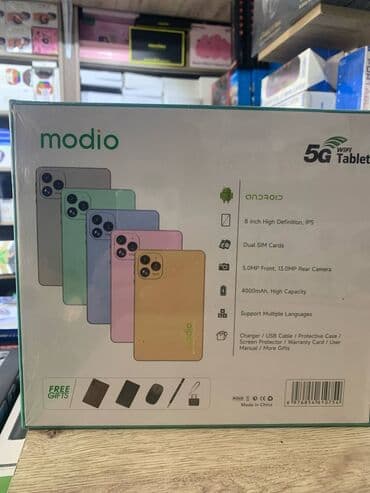 modio
5G WIFI Tablet
ANDROID
8 inch High Definition, IPS
Dual SIM Cards
5.0MP Front, 13.0MP Rear Camera
4000mAh, High Capacity
Support Multiple Languages
Charger / USB Cable / Protective Case /
Screen Protector / Warranty Card / User
Manual / More Gifts
modio
FREE
GIFTS
Made in China